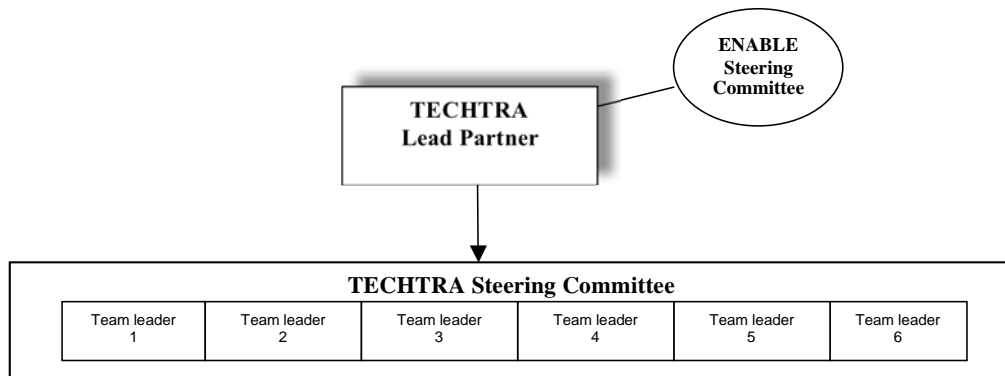 ENABLE
Steering
Committee
TECHTRA
Lead Partner
TECHTRA Steering Committee
Team leader
1
Team leader
2
Team leader
3
Team leader
4
Team leader
5
Team leader
6